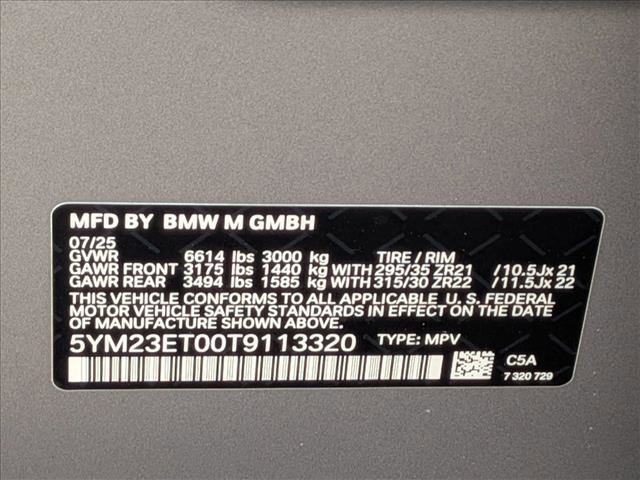 MFD BY BMW M GMBH
07/25
GVWR 6614 lbs 3000 kg TIRE / RIM
GAWR FRONT 3175 lbs 1440 kg WITH 295/35 ZR21 /10.5Jx 21
GAWR REAR 3494 lbs 1585 kg WITH 315/30 ZR22 /11.5Jx 22
THIS VEHICLE CONFORMS TO ALL APPLICABLE U. S. FEDERAL
MOTOR VEHICLE SAFETY STANDARDS IN EFFECT ON THE DATE
OF MANUFACTURE SHOWN ABOVE.
5YM23ET00T9113320 TYPE: MPV
C5A
7 320 729